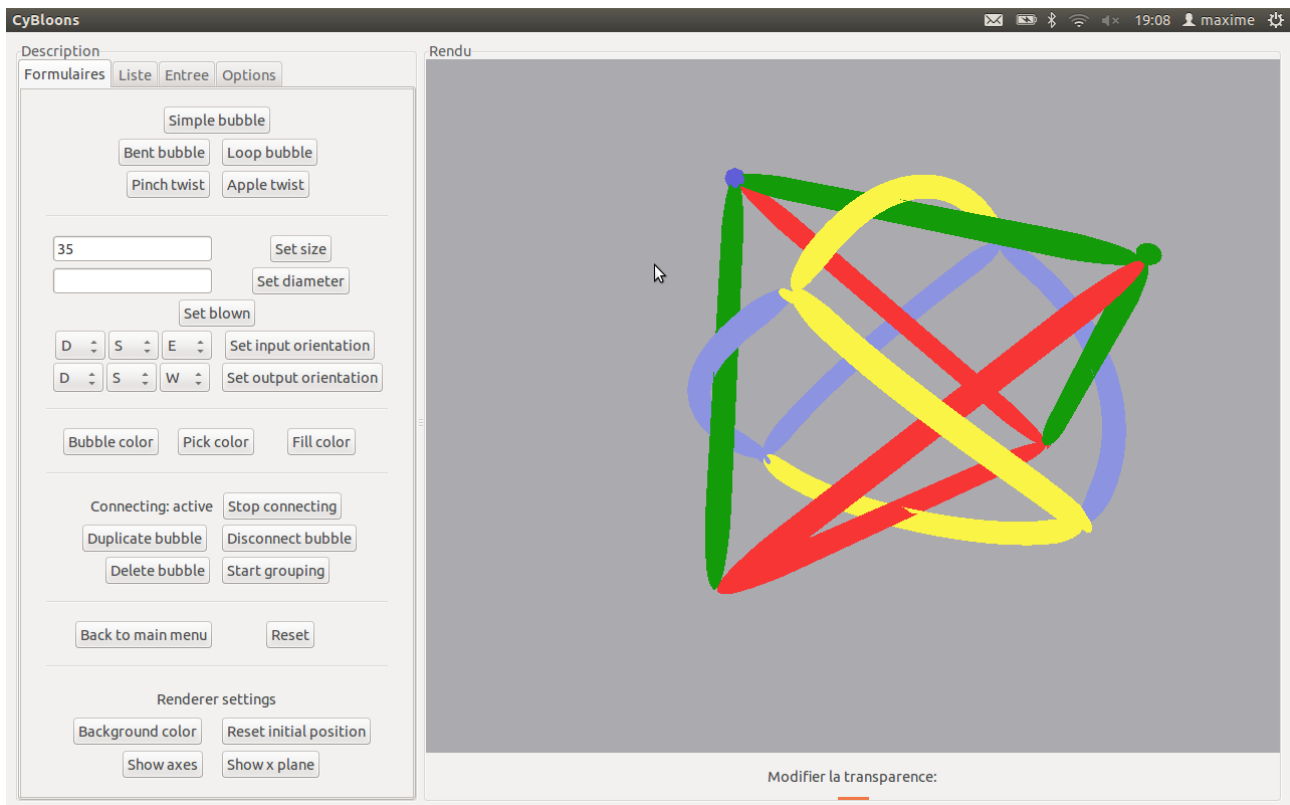 CyBloons 19:08 maxime
Description
Rendu
Formulaires Liste Entree Options
Simple bubble
Bent bubble Loop bubble
Pinch twist Apple twist
35 Set size
Set diameter
Set blown
D S E Set input orientation
D S W Set output orientation
Bubble color Pick color Fill color
Connecting: active Stop connecting
Duplicate bubble Disconnect bubble
Delete bubble Start grouping
Back to main menu Reset
Renderer settings
Background color Reset initial position
Show axes Show x plane
Modifier la transparence: